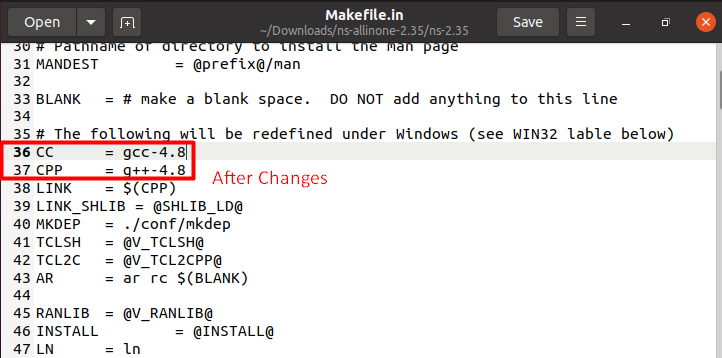 Open
Makefile.in
~/Downloads/ns-allinone-2.35/ns-2.35
Save
30 # Pathname of directory to install the man page
31 MANDEST = @prefix@/man
32
33 BLANK = # make a blank space. DO NOT add anything to this line
34
35 # The following will be redefined under Windows (see WIN32 lable below)
36 CC = gcc-4.8
37 CPP = g++-4.8
After Changes
38 LINK = $(CPP)
39 LINK_SHLIB = @SHLIB_LD@
40 MKDEP = ./conf/mkdep
41 TCLSH = @V_TCLSH@
42 TCL2C = @V_TCL2CPP@
43 AR = ar rc $(BLANK)
44
45 RANLIB = @V_RANLIB@
46 INSTALL = @INSTALL@
47 LN = ln